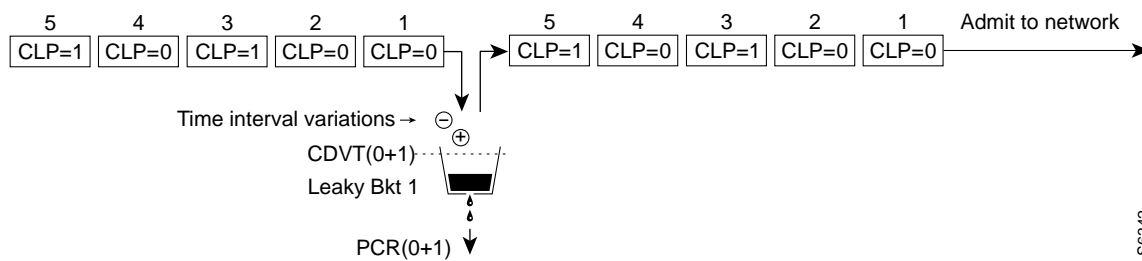 5 4 3 2 1 5 4 3 2 1 Admit to network
CLP=1 CLP=0 CLP=1 CLP=0 CLP=0 CLP=1 CLP=0 CLP=1 CLP=0 CLP=0
Time interval variations → − +
CDVT(0+1)
Leaky Bkt 1
PCR(0+1)